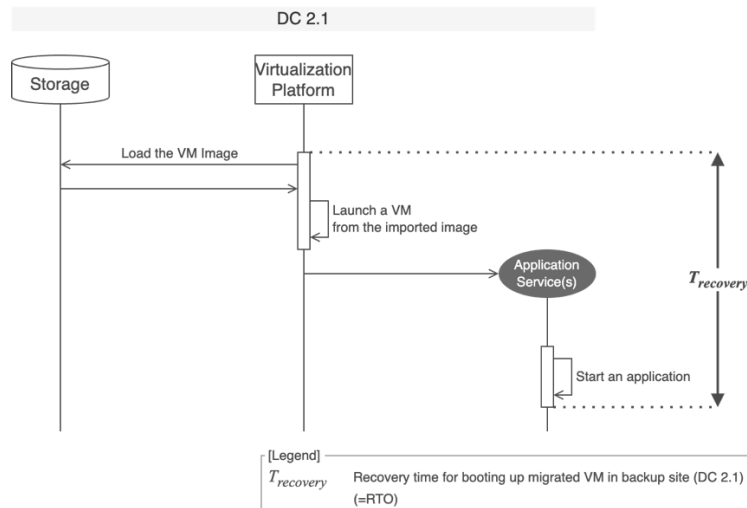 DC 2.1
Storage
Virtualization
Platform
Load the VM Image
Launch a VM
from the imported image
Application
Service(s)
T_recovery
Start an application
[Legend]
T_recovery Recovery time for booting up migrated VM in backup site (DC 2.1)
(=RTO)